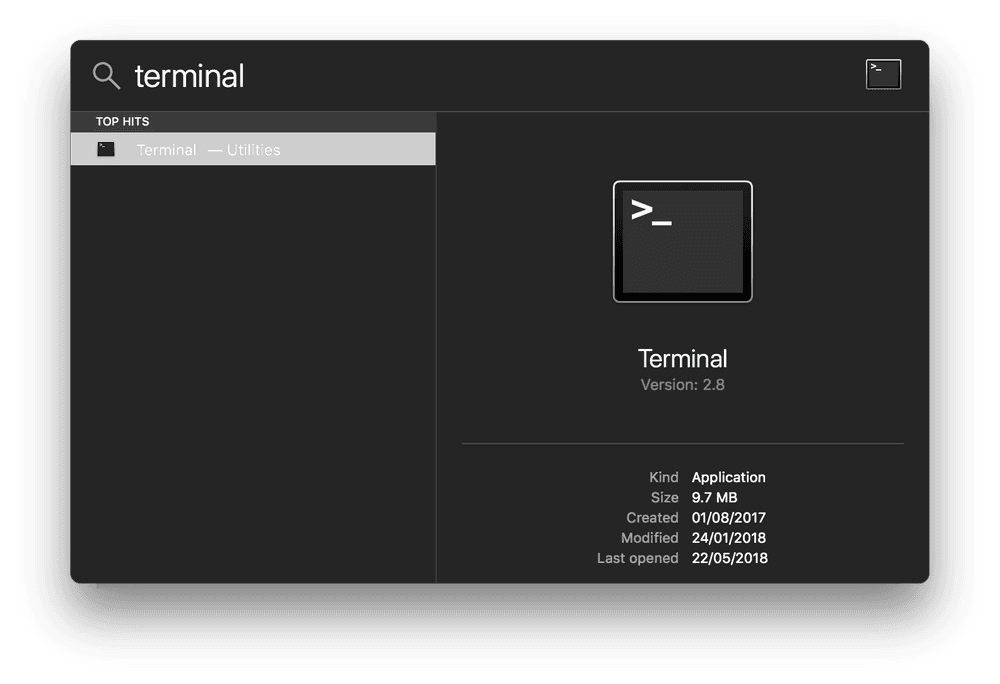 terminal
TOP HITS
Terminal — Utilities
>_
Terminal
Version: 2.8
Kind Application
Size 9.7 MB
Created 01/08/2017
Modified 24/01/2018
Last opened 22/05/2018